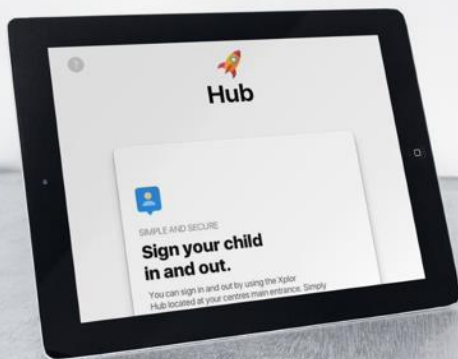 ?
Hub
SIMPLE AND SECURE
Sign your child
in and out.
You can sign in and out by using the Xplor
Hub located at your centres main entrance. Simply